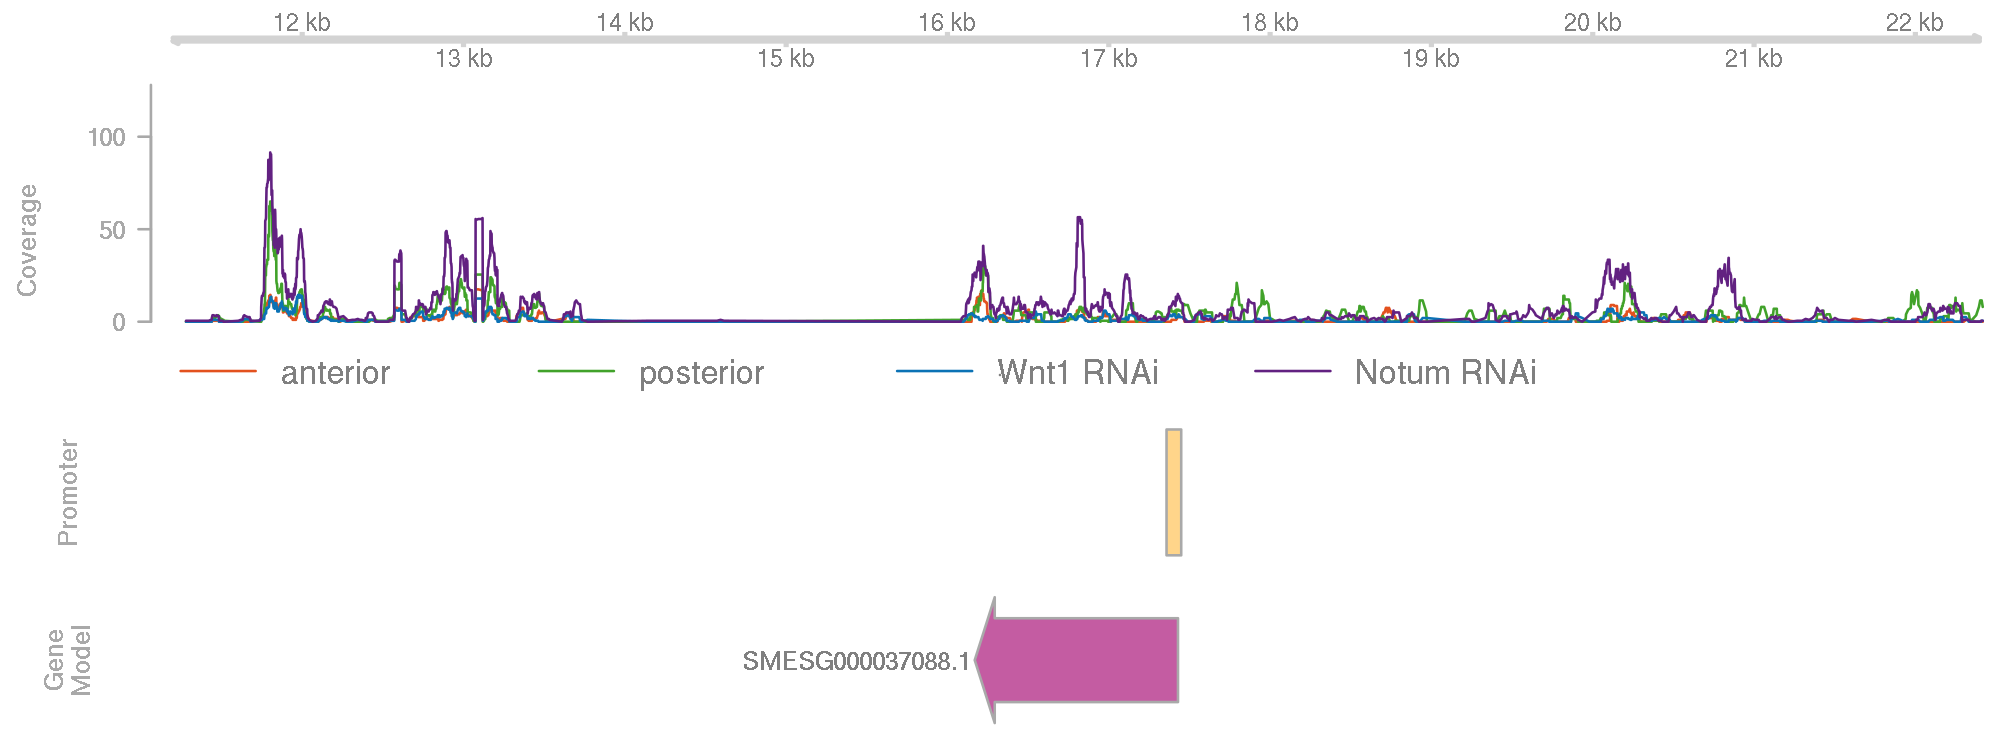 12 kb 14 kb 16 kb 18 kb 20 kb 22 kb
13 kb 15 kb 17 kb 19 kb 21 kb
Coverage
100
50
0
anterior posterior Wnt1 RNAi Notum RNAi
Promoter
Gene
Model
SMESG000037088.1